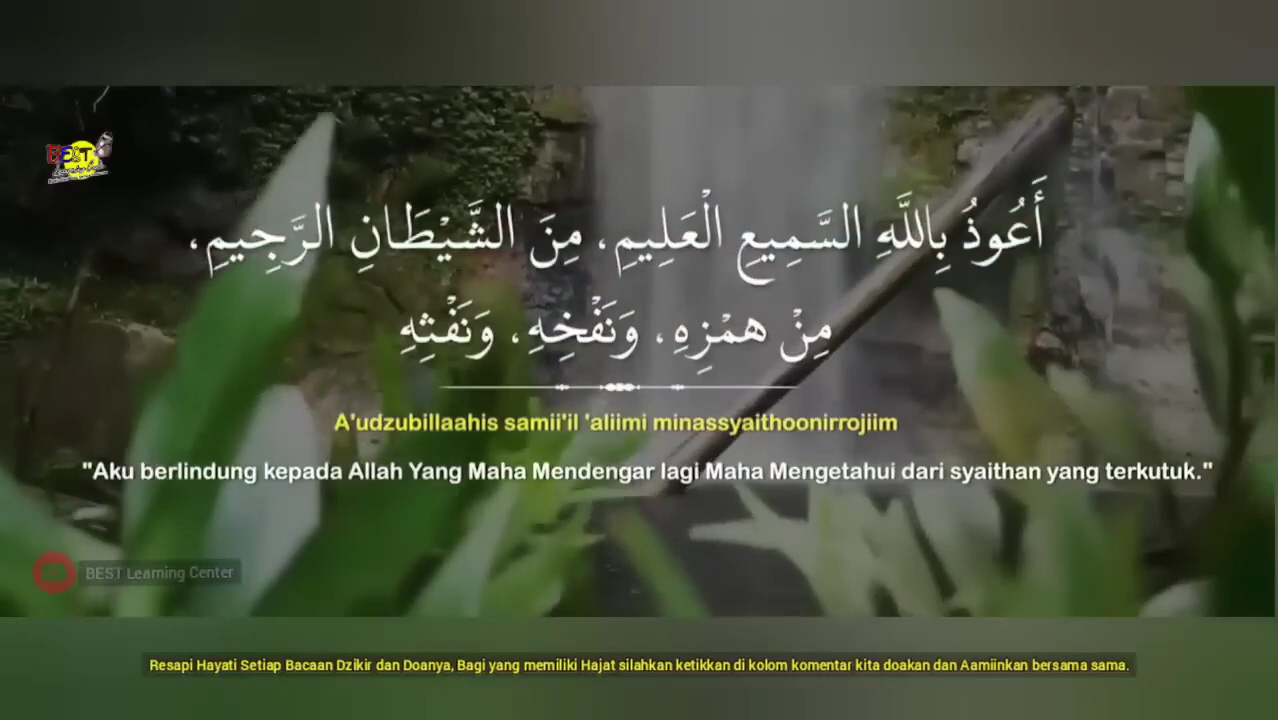 BEST
أَعُوذُ بِاللَّهِ السَّمِيعِ الْعَلِيمِ، مِنَ الشَّيْطَانِ الرَّجِيمِ،
مِنْ هَمْزِهِ، وَنَفْخِهِ، وَنَفْثِهِ
A'udzubillaahis samii'il 'aliimi minassyaithoonirrojiim
"Aku berlindung kepada Allah Yang Maha Mendengar lagi Maha Mengetahui dari syaithan yang terkutuk."
BEST Learning Center
Resapi Hayati Setiap Bacaan Dzikir dan Doanya, Bagi yang memiliki Hajat silahkan ketikkan di kolom komentar kita doakan dan Aamiinkan bersama sama.